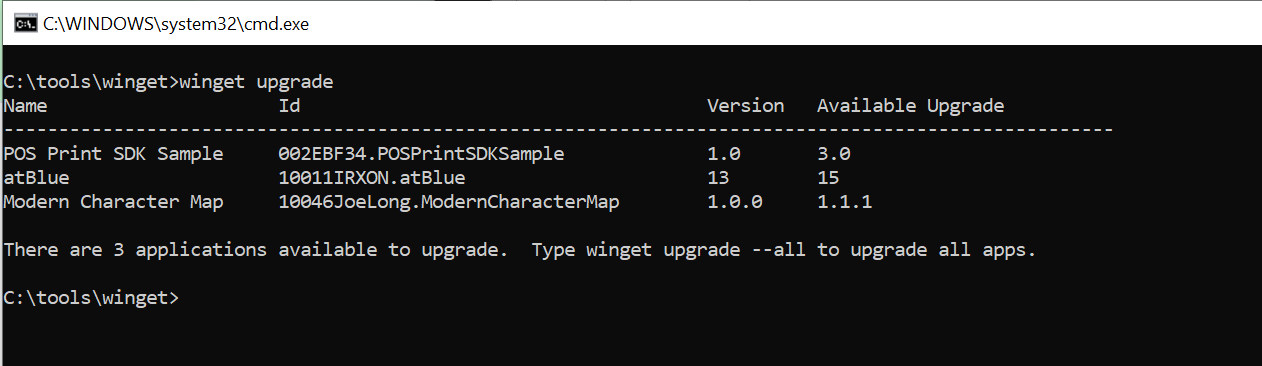 C:\WINDOWS\system32\cmd.exe
C:\tools\winget>winget upgrade
Name Id Version Available Upgrade
-----------------------------------------------------------------------------------------------------
POS Print SDK Sample 002EBF34.POSPrintSDKSample 1.0 3.0
atBlue 10011IRXON.atBlue 13 15
Modern Character Map 10046JoeLong.ModernCharacterMap 1.0.0 1.1.1
There are 3 applications available to upgrade.  Type winget upgrade --all to upgrade all apps.
C:\tools\winget>